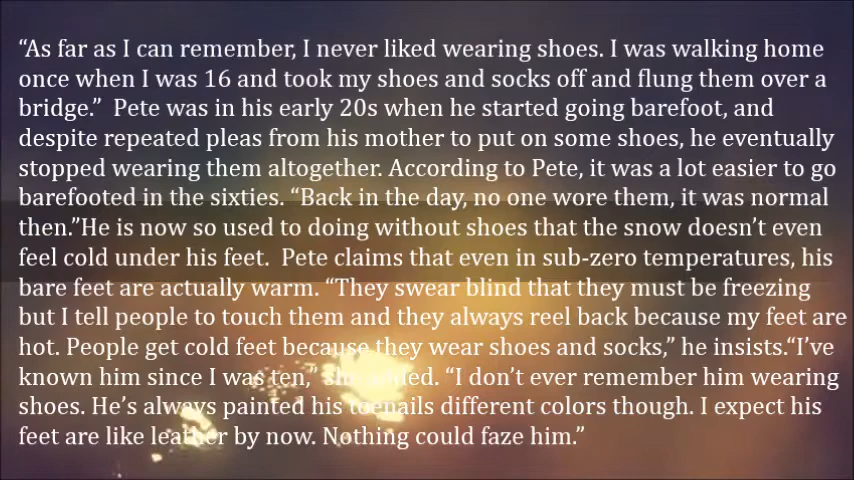 “As far as I can remember, I never liked wearing shoes. I was walking home
once when I was 16 and took my shoes and socks off and flung them over a
bridge.”  Pete was in his early 20s when he started going barefoot, and
despite repeated pleas from his mother to put on some shoes, he eventually
stopped wearing them altogether. According to Pete, it was a lot easier to go
barefooted in the sixties. “Back in the day, no one wore them, it was normal
then.”He is now so used to doing without shoes that the snow doesn’t even
feel cold under his feet.  Pete claims that even in sub-zero temperatures, his
bare feet are actually warm. “They swear blind that they must be freezing
but I tell people to touch them and they always reel back because my feet are
hot. People get cold feet because they wear shoes and socks,” he insists.“I’ve
known him since I was ten,” she added. “I don’t ever remember him wearing
shoes. He’s always painted his toenails different colors though. I expect his
feet are like leather by now. Nothing could faze him.”